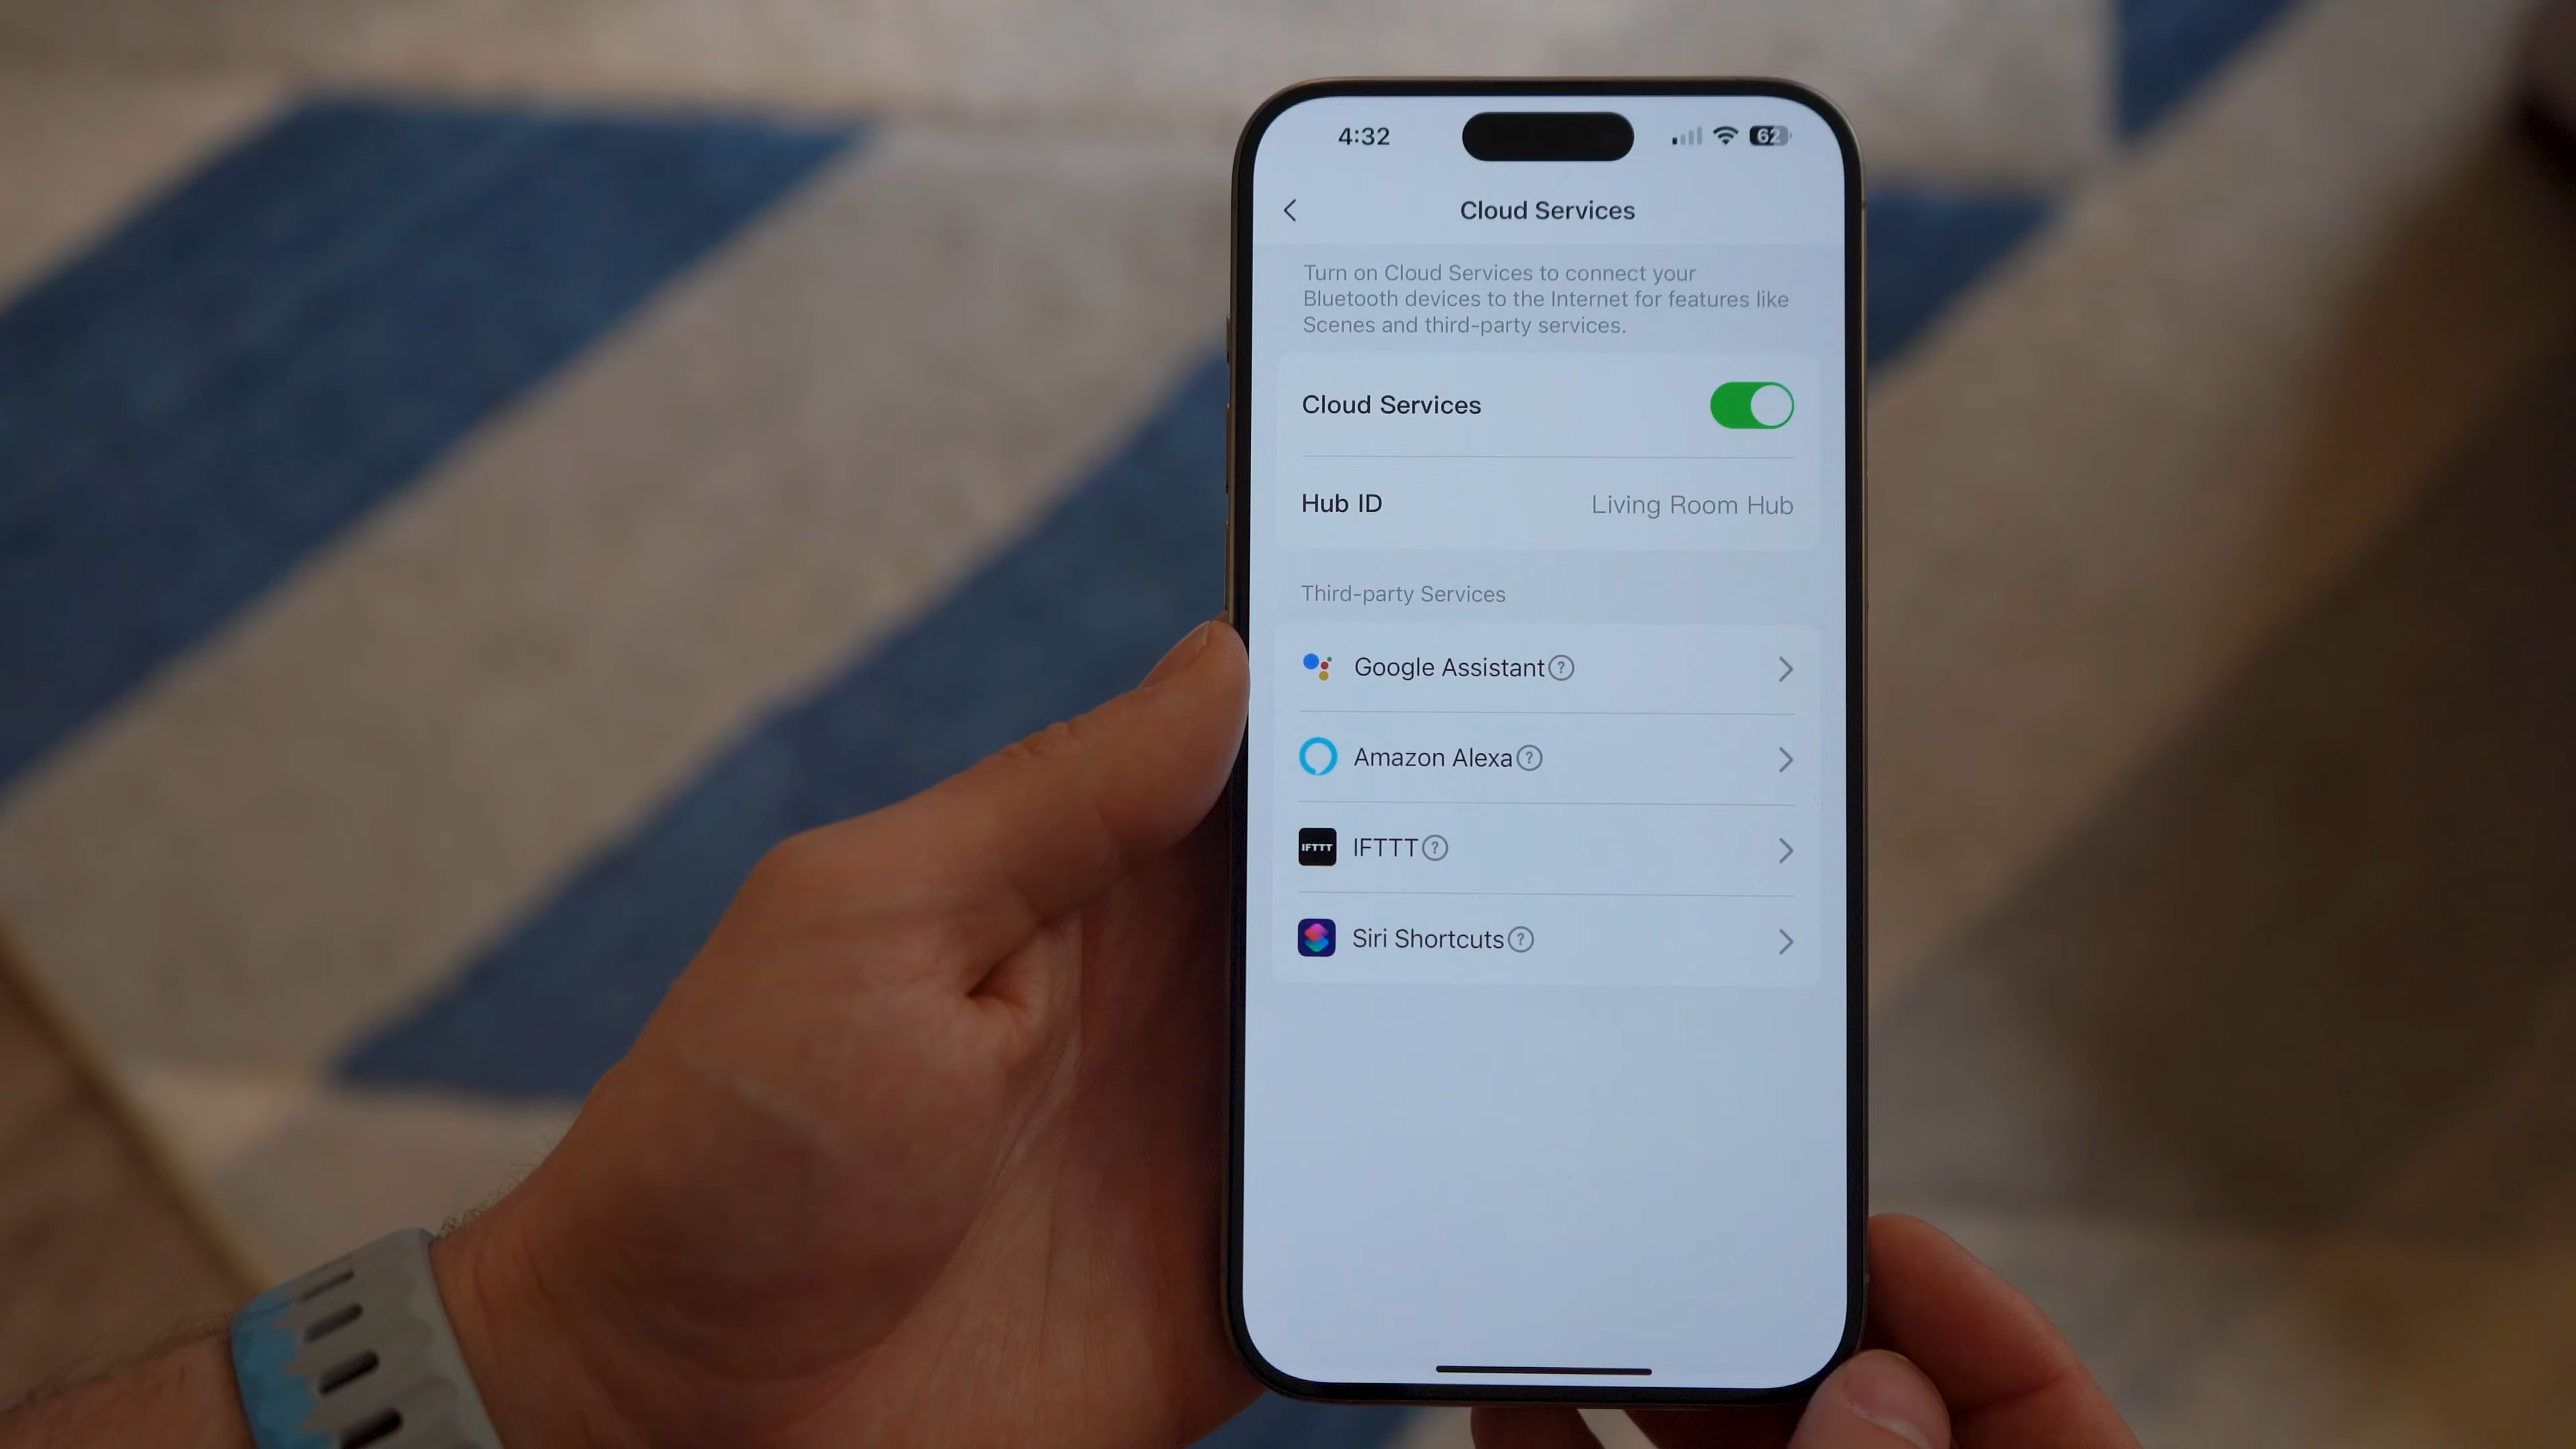 4:32
62
Cloud Services
Turn on Cloud Services to connect your
Bluetooth devices to the Internet for features like
Scenes and third-party services.
Cloud Services
Hub ID
Living Room Hub
Third-party Services
Google Assistant ?
Amazon Alexa ?
IFTTT
IFTTT ?
Siri Shortcuts ?